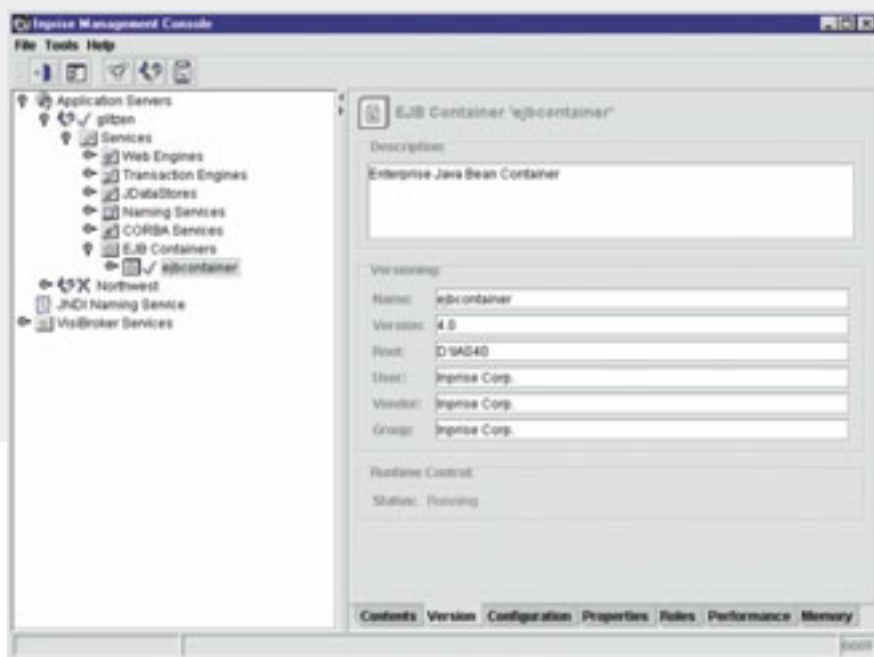 Inprise Management Console
File Tools Help
Application Servers
glitzen
Services
Web Engines
Transaction Engines
JDataStores
Naming Services
CORBA Services
EJB Containers
ejbcontainer
Northwest
JNDI Naming Service
VisiBroker Services
EJB Container 'ejbcontainer'
Description:
Enterprise Java Bean Container
Versioning:
Name: ejbcontainer
Version: 4.0
Root:
User: Inprise Corp.
Vendor: Inprise Corp.
Group: Inprise Corp.
Runtime Control:
Status: Running
Contents Version Configuration Properties Roles Performance Memory